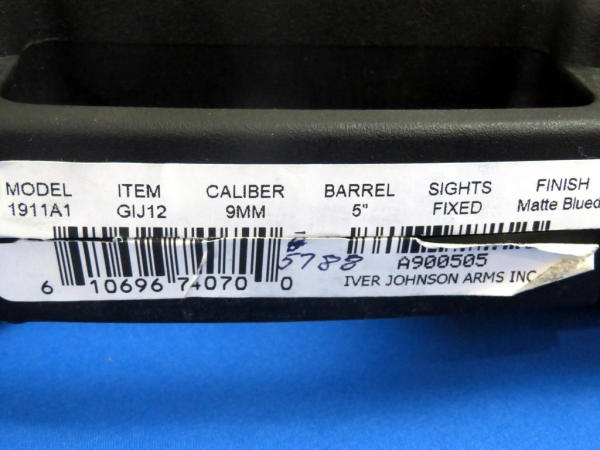 MODEL ITEM CALIBER BARREL SIGHTS FINISH
1911A1 GIJ12 9MM 5" FIXED Matte Blued
5788 A900505
6 10696 74070 0 IVER JOHNSON ARMS INC